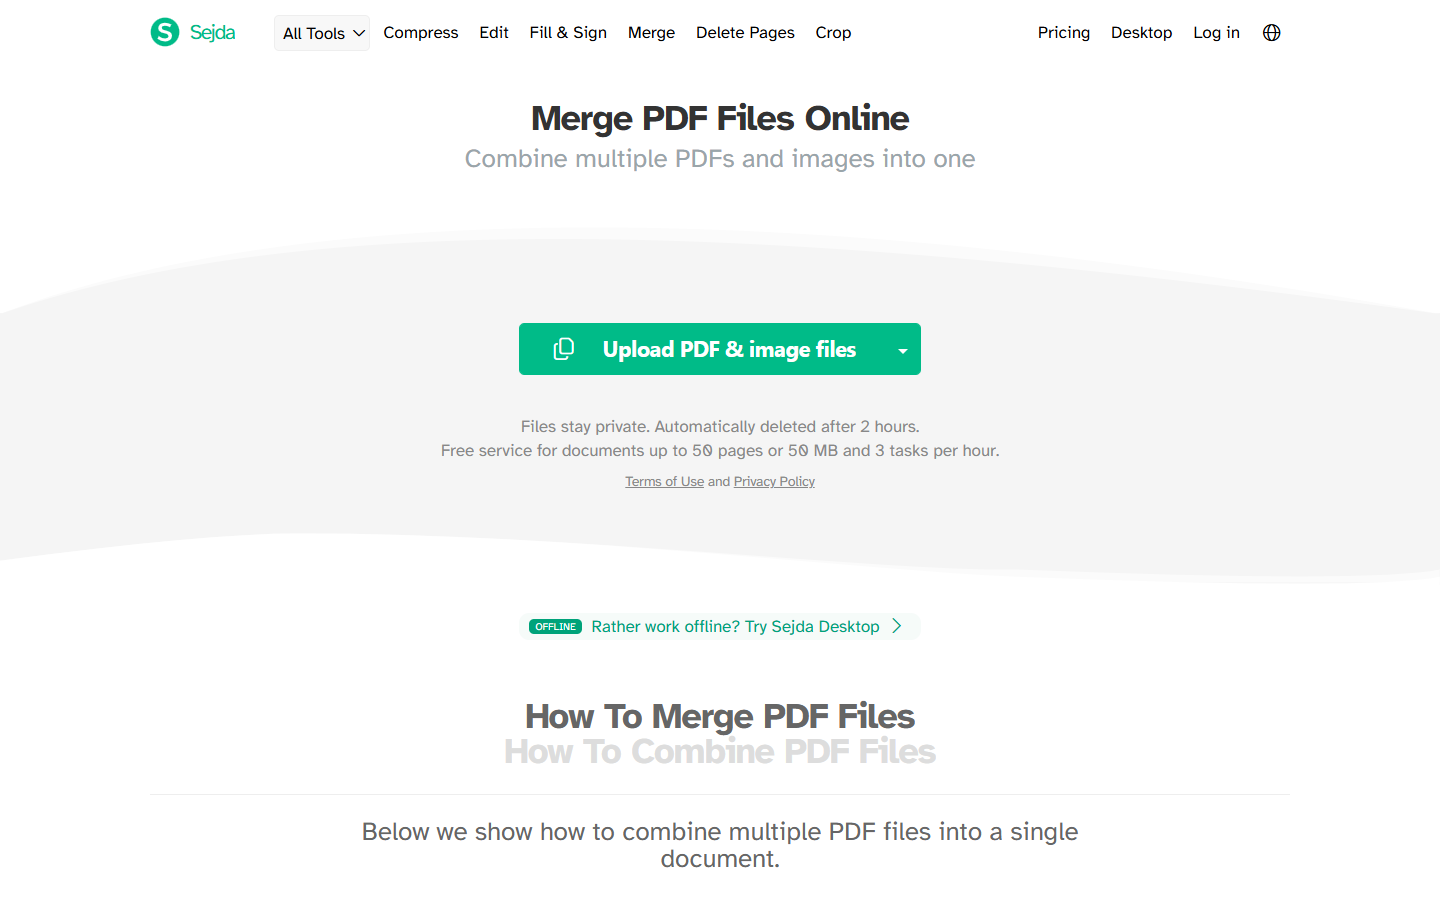 S Sejda All Tools Compress Edit Fill & Sign Merge Delete Pages Crop Pricing Desktop Log in
Merge PDF Files Online
Combine multiple PDFs and images into one
Upload PDF & image files
Files stay private. Automatically deleted after 2 hours.
Free service for documents up to 50 pages or 50 MB and 3 tasks per hour.
Terms of Use and Privacy Policy
OFFLINE Rather work offline? Try Sejda Desktop
How To Merge PDF Files
How To Combine PDF Files
Below we show how to combine multiple PDF files into a single
document.